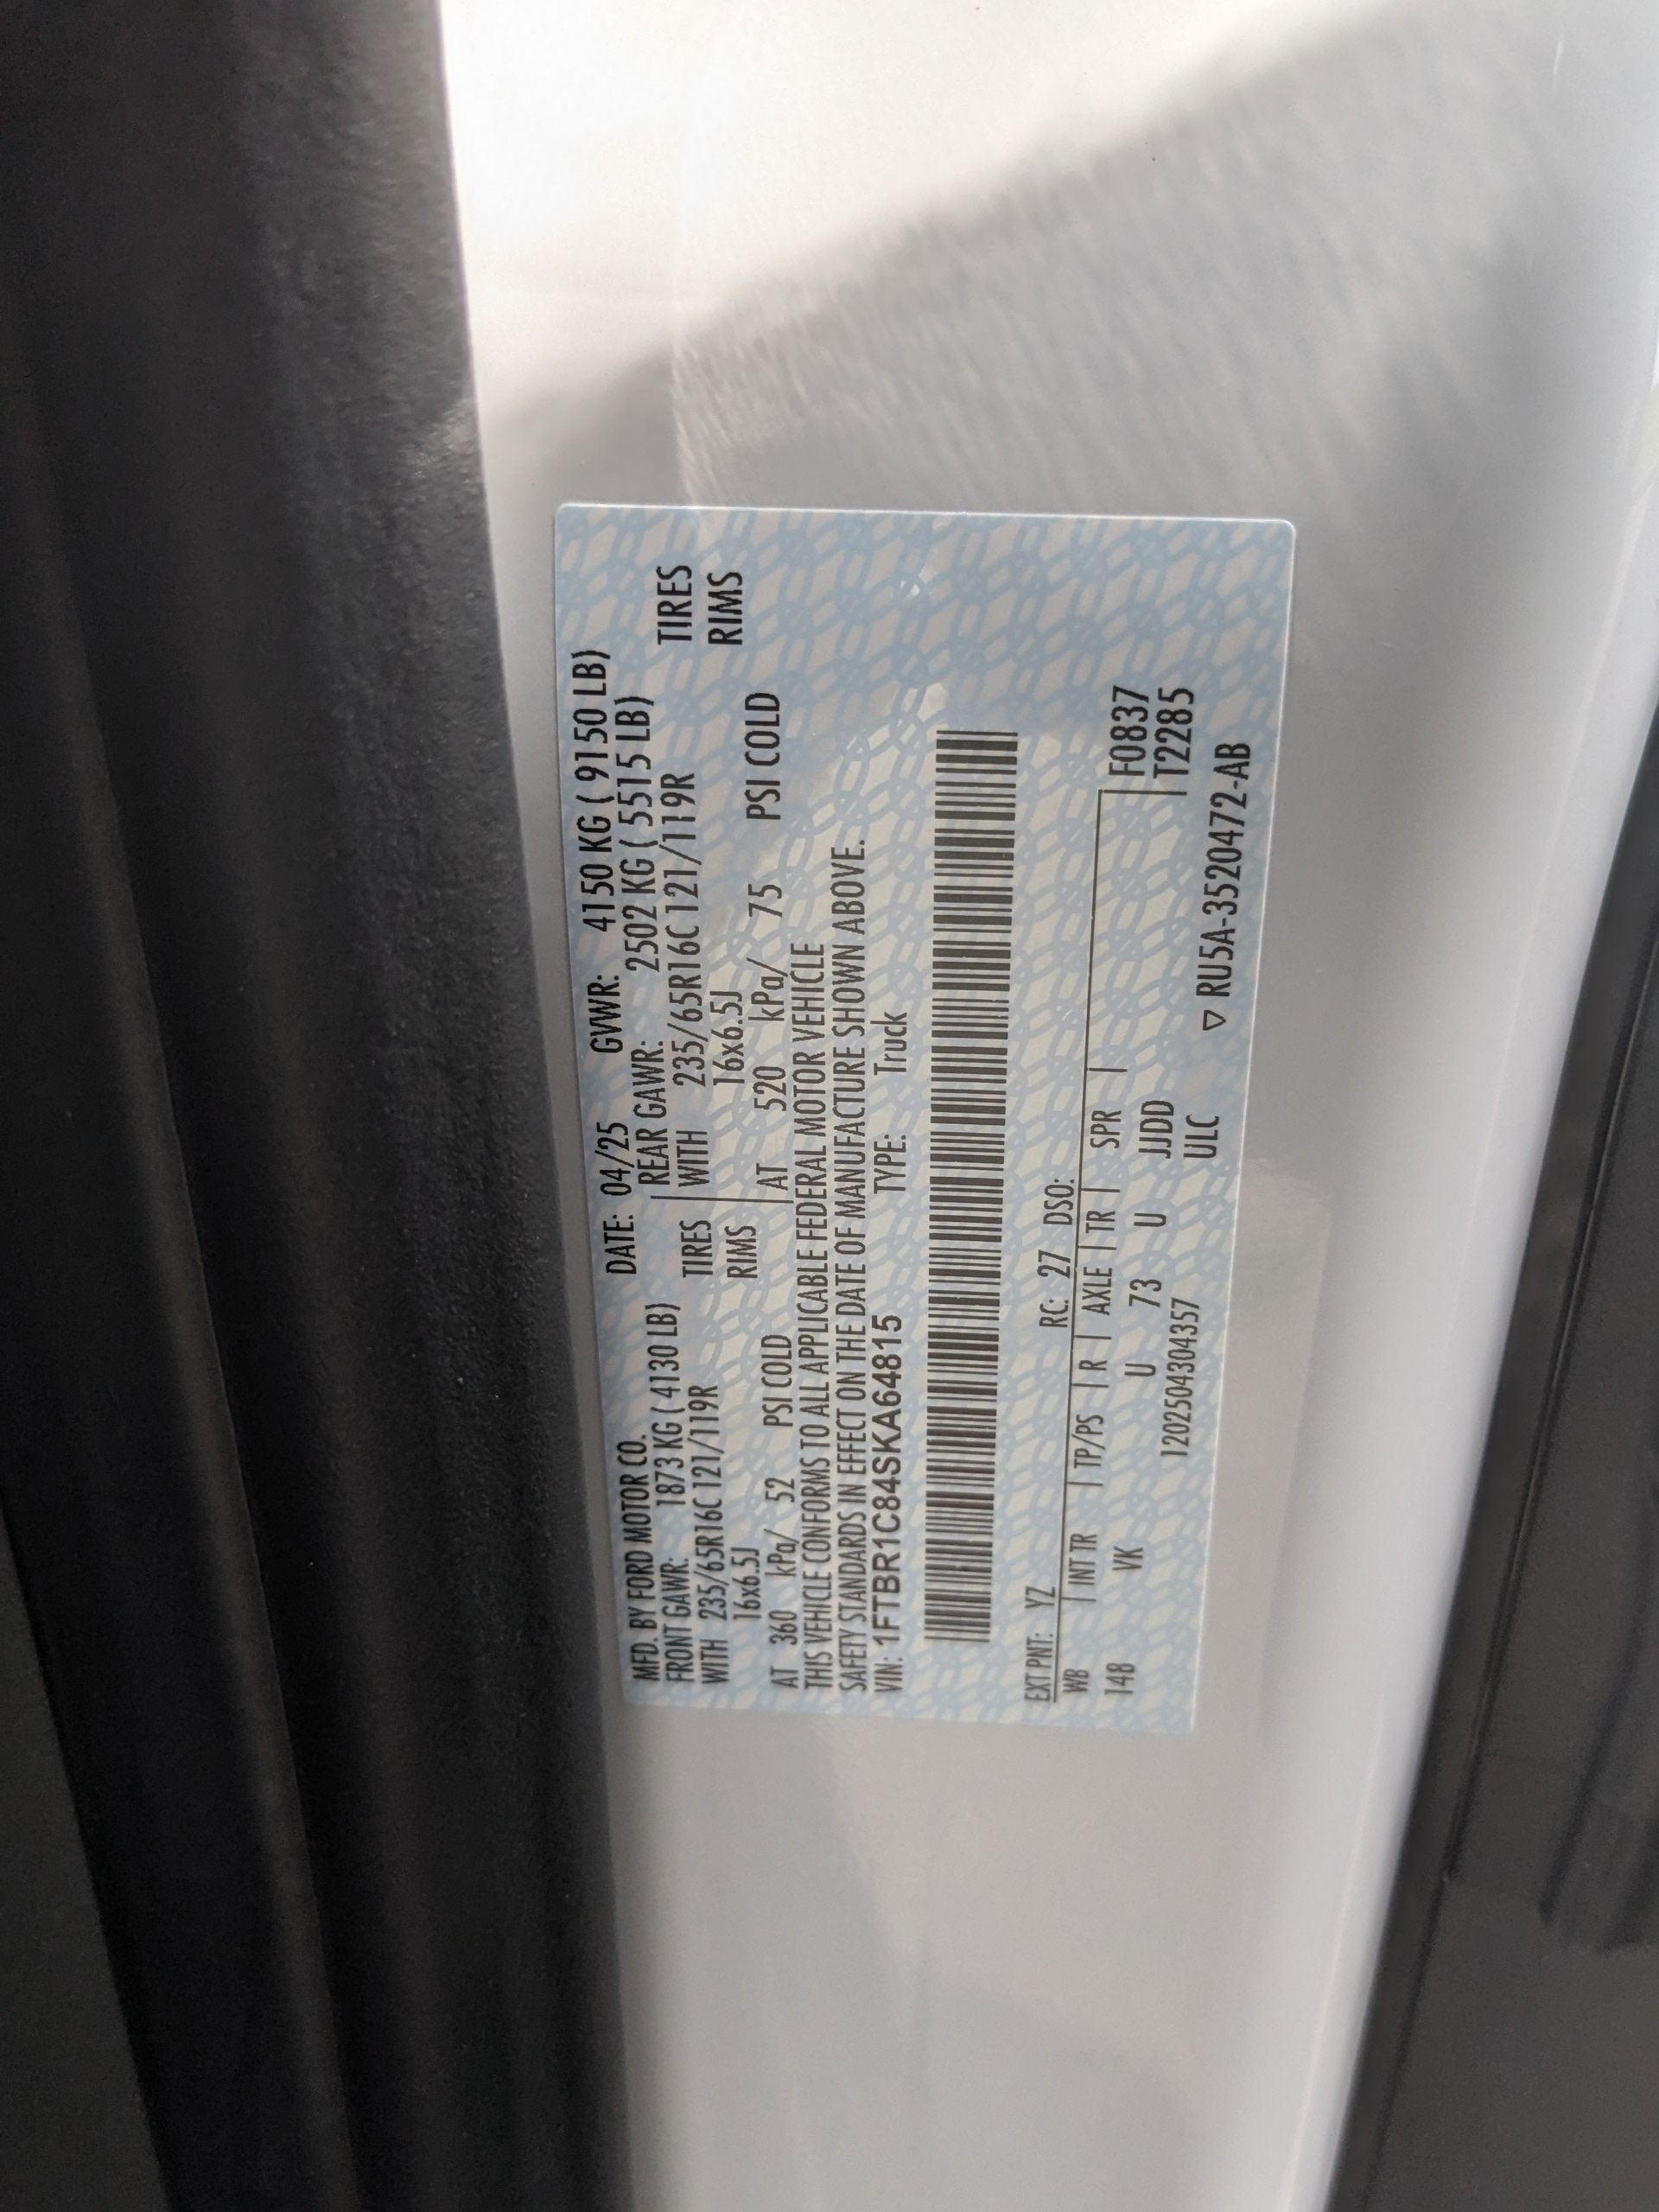 MFD. BY FORD MOTOR CO. DATE: 04/25 GVWR: 4150 KG ( 9150 LB)
FRONT GAWR: 1873 KG ( 4130 LB) REAR GAWR: 2502 KG ( 5515 LB)
WITH 235/65R16C 121/119R TIRES WITH 235/65R16C 121/119R TIRES
16x6.5J RIMS 16x6.5J RIMS
AT 360 kPa/ 52 PSI COLD AT 520 kPa/ 75 PSI COLD
THIS VEHICLE CONFORMS TO ALL APPLICABLE FEDERAL MOTOR VEHICLE
SAFETY STANDARDS IN EFFECT ON THE DATE OF MANUFACTURE SHOWN ABOVE.
VIN: 1FTBR1C84SKA64815 TYPE: Truck
EXT PNT: YZ RC: 27 DSO:
WB | INT TR | TP/PS | R | AXLE | TR | SPR | F0837
148 VK U 73 U JJDD T2285
120250430​4357 ULC ▽ RU5A-3520472-AB